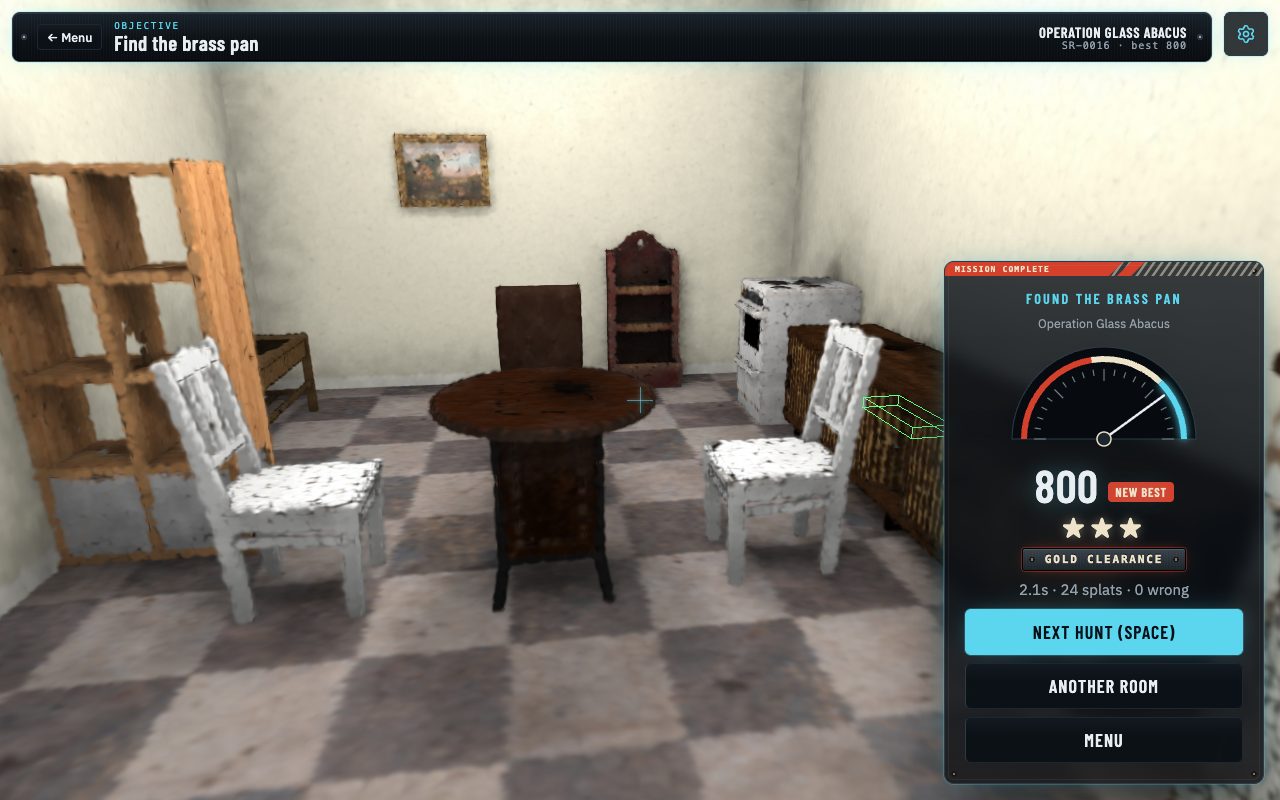 ← Menu
OBJECTIVE
Find the brass pan
OPERATION GLASS ABACUS
SR-0016 · best 800
MISSION COMPLETE
FOUND THE BRASS PAN
Operation Glass Abacus
800 NEW BEST
GOLD CLEARANCE
2.1s · 24 splats · 0 wrong
NEXT HUNT (SPACE)
ANOTHER ROOM
MENU